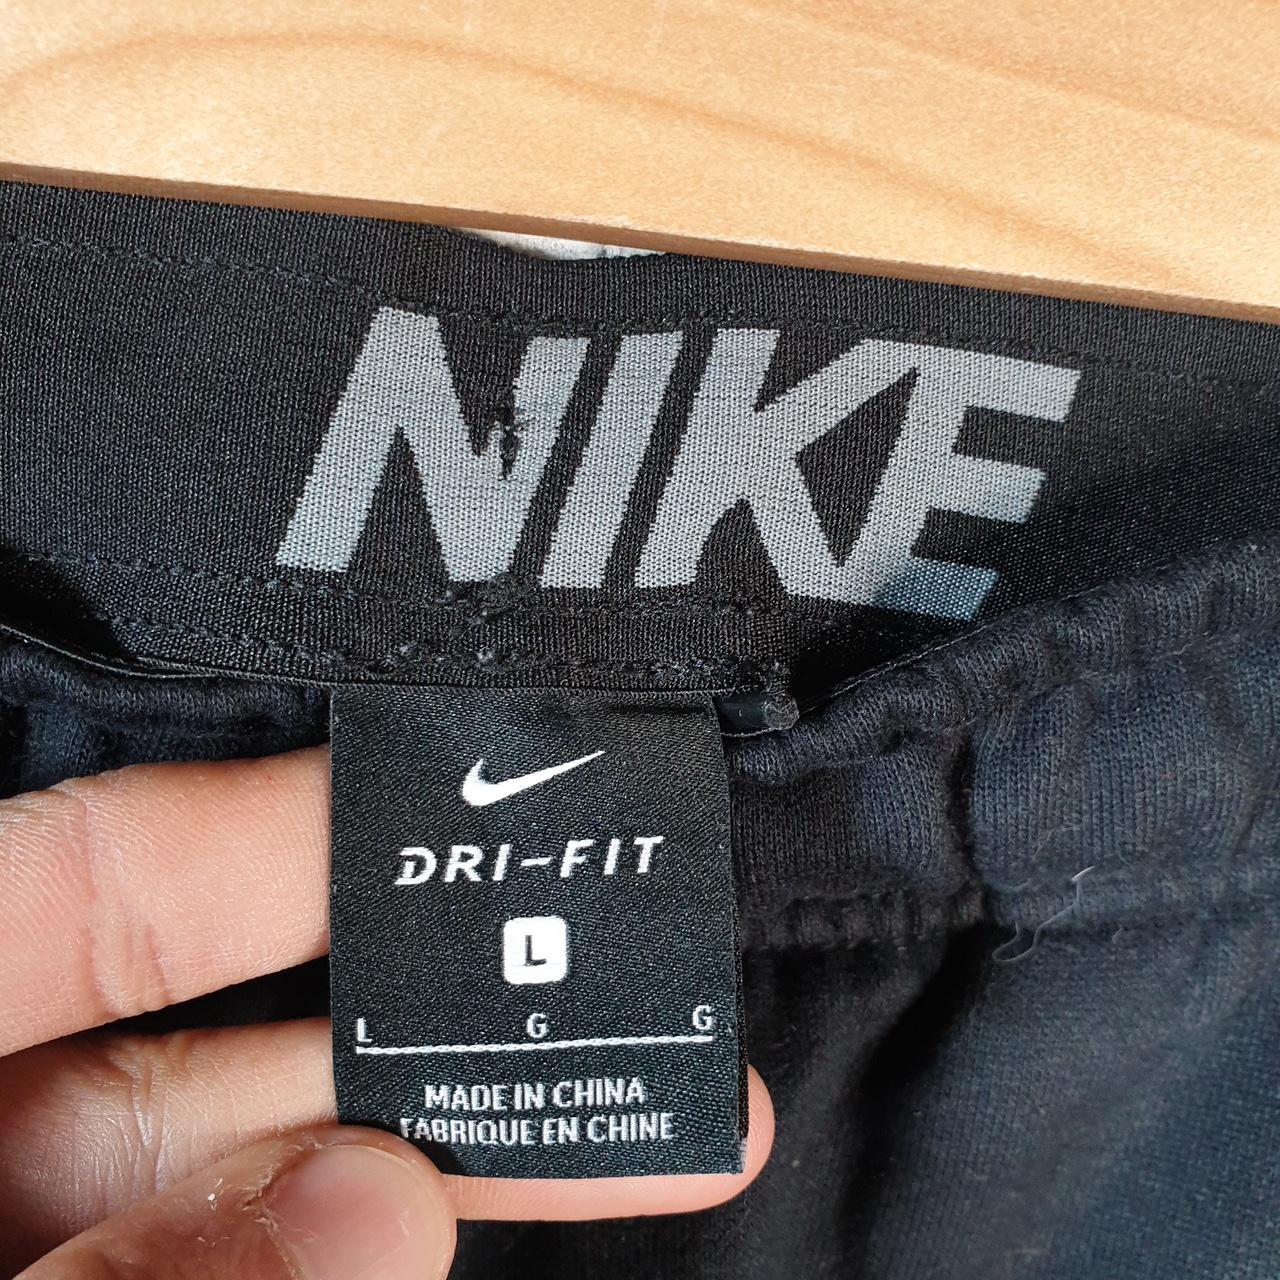 NIKE
DRI-FIT
L
L G G
MADE IN CHINA
FABRIQUE EN CHINE